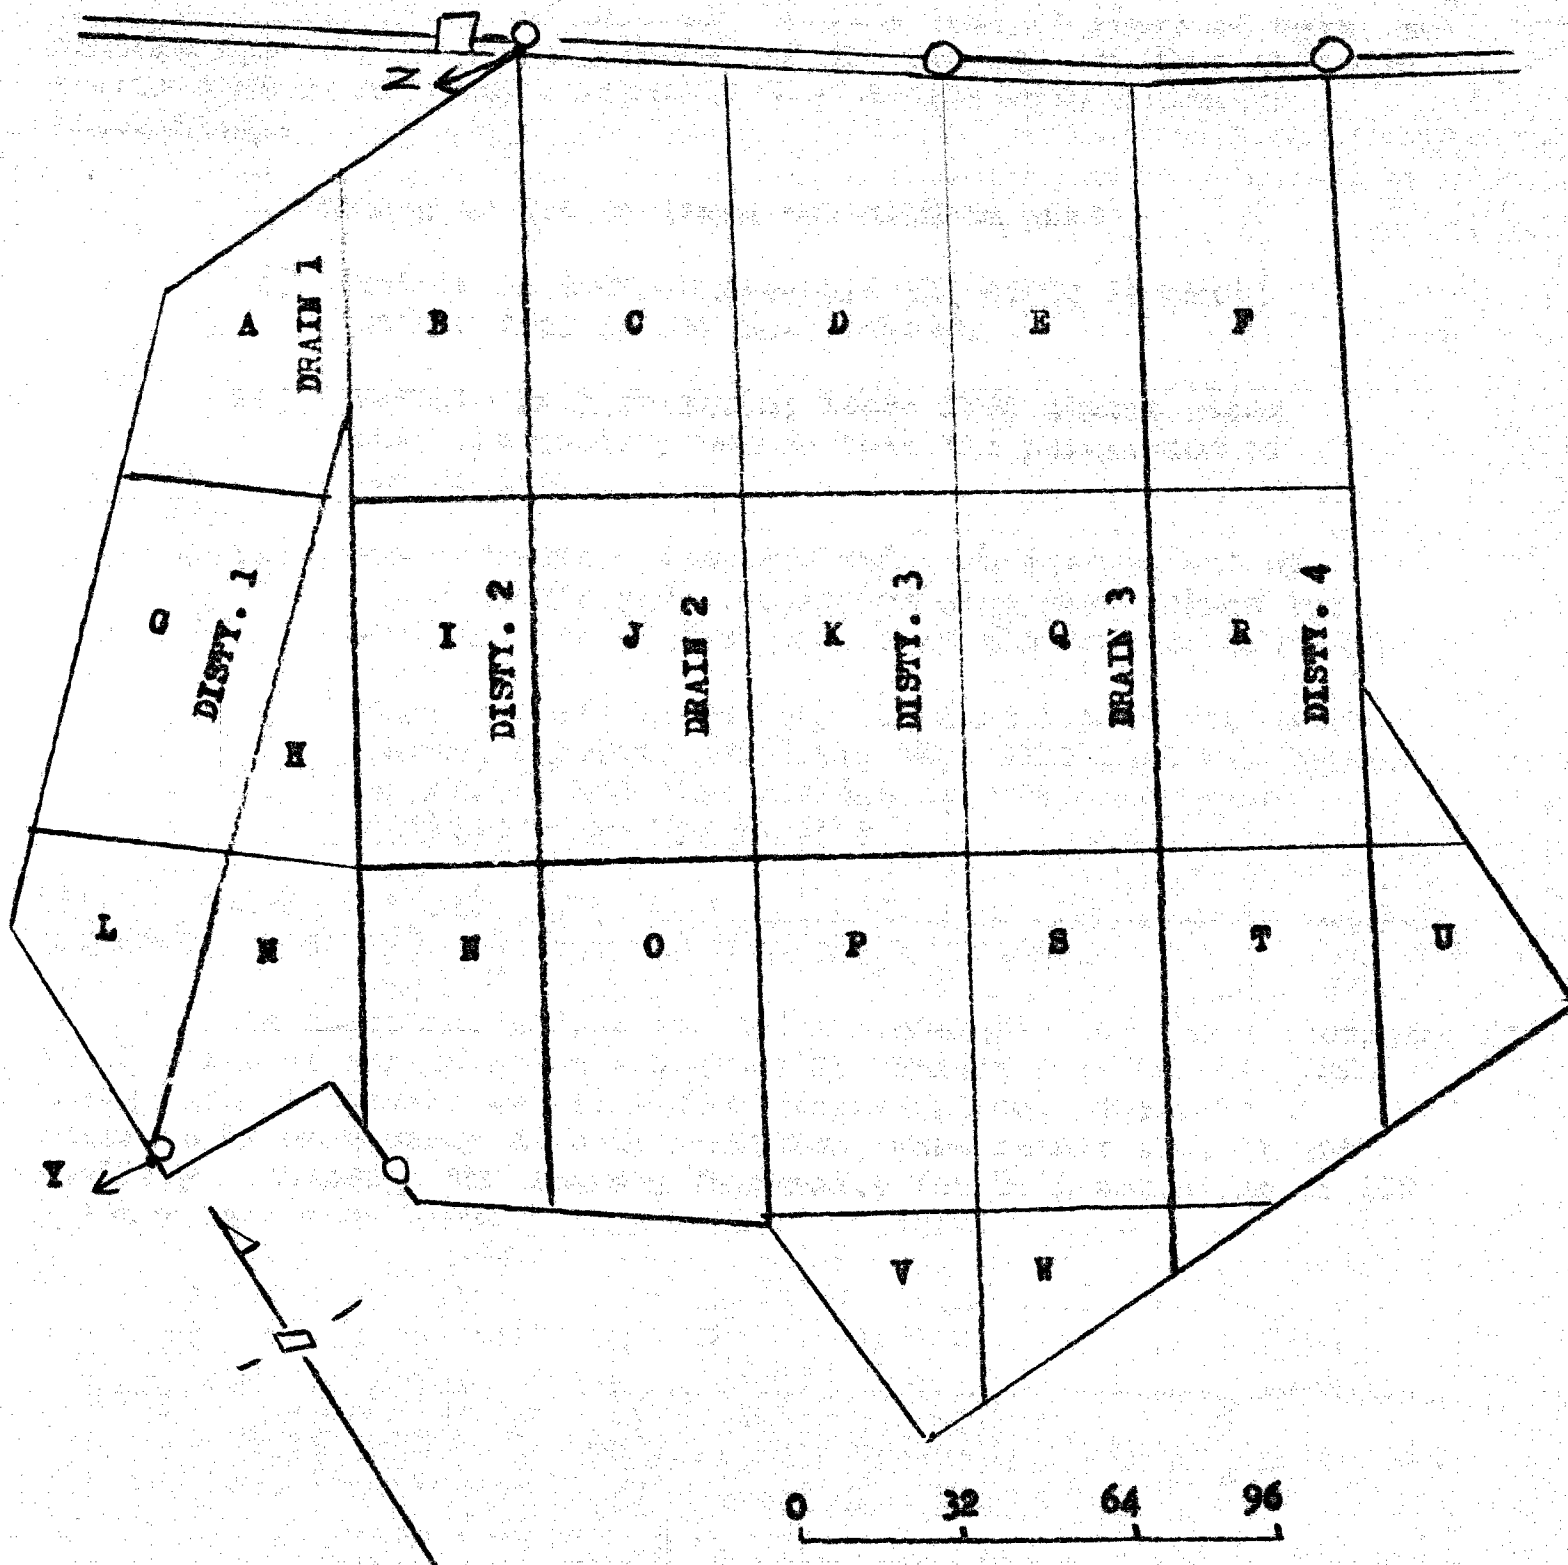 Z
DRAIN 1
A B C D E F
G DISTY. 1
H
I DISTY. 2 J DRAIN 2 K DISTY. 3 Q DRAIN 3 R DISTY. 4
L M N O P S T U
Y
V W
0 32 64 96